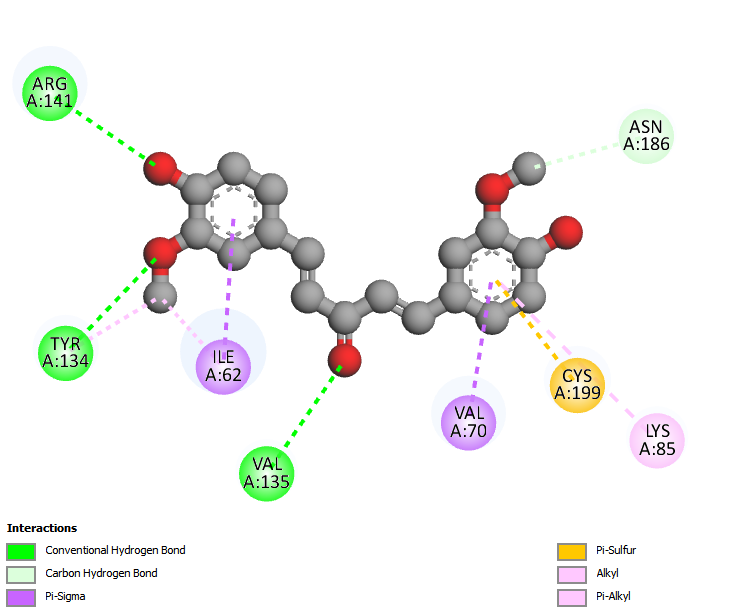 ARG
A:141
ASN
A:186
TYR
A:134
ILE
A:62
CYS
A:199
VAL
A:70
LYS
A:85
VAL
A:135
Interactions
Conventional Hydrogen Bond
Carbon Hydrogen Bond
Pi-Sigma
Pi-Sulfur
Alkyl
Pi-Alkyl